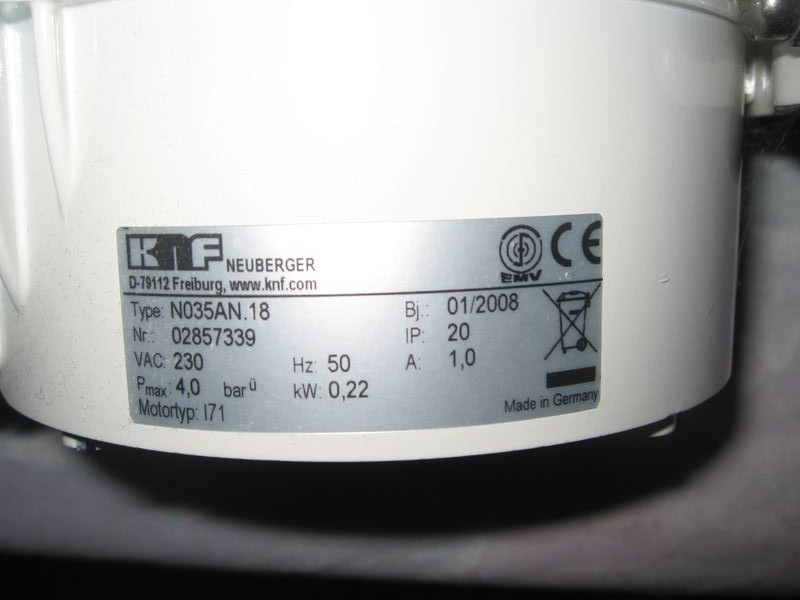 KNF NEUBERGER
D-79112 Freiburg, www.knf.com
EMV CE
Type: N035AN.18 Bj.: 01/2008
Nr.: 02857339 IP: 20
VAC: 230 Hz: 50 A: 1,0
Pmax: 4,0 bar ü kW: 0,22
Motortyp: I71 Made in Germany